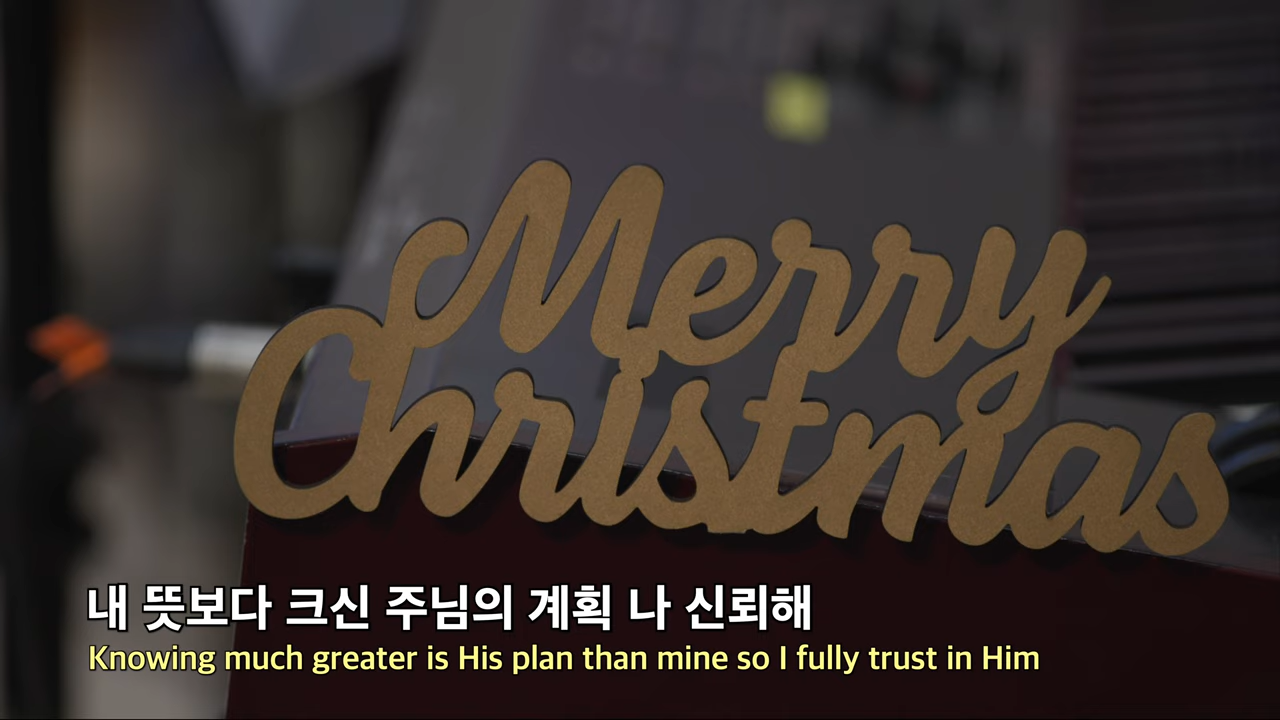 Merry
Christmas
내 뜻보다 크신 주님의 계획 나 신뢰해
Knowing much greater is His plan than mine so I fully trust in Him